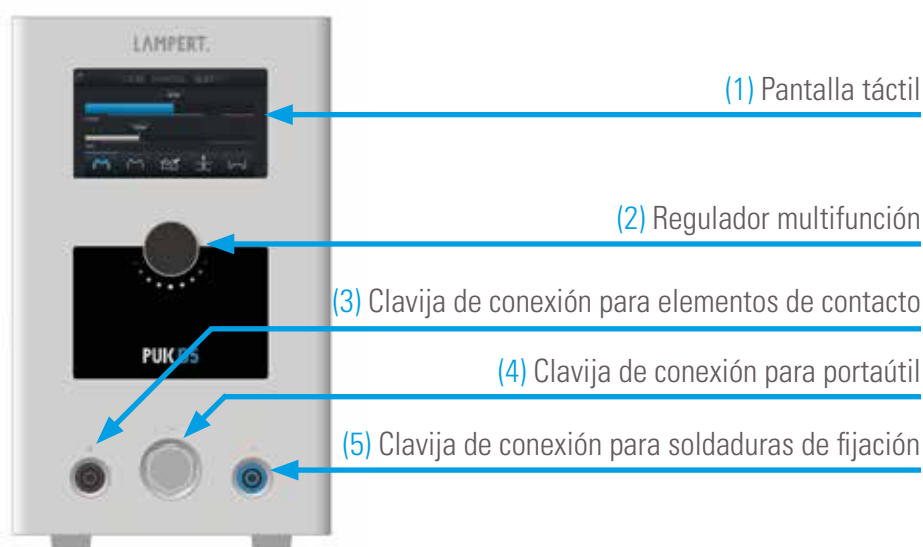 LAMPERT.
(1) Pantalla táctil
(2) Regulador multifunción
(3) Clavija de conexión para elementos de contacto
PUK D5
(4) Clavija de conexión para portaútil
(5) Clavija de conexión para soldaduras de fijación